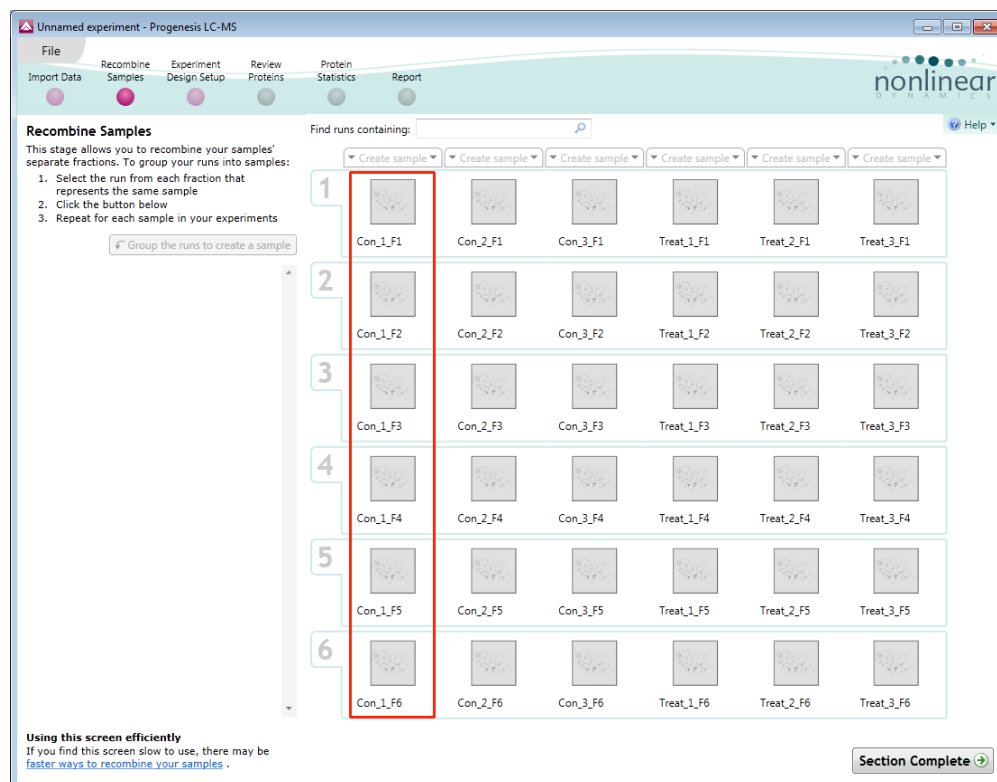 Unnamed experiment - Progenesis LC-MS
File
Import Data
Recombine Samples
Experiment Design Setup
Review Proteins
Protein Statistics
Report
nonlinear
DYNAMICS
Help
Recombine Samples
This stage allows you to recombine your samples'
separate fractions. To group your runs into samples:
1. Select the run from each fraction that
represents the same sample
2. Click the button below
3. Repeat for each sample in your experiments
Group the runs to create a sample
Find runs containing:
Create sample Create sample Create sample Create sample Create sample Create sample
1
Con_1_F1 Con_2_F1 Con_3_F1 Treat_1_F1 Treat_2_F1 Treat_3_F1
2
Con_1_F2 Con_2_F2 Con_3_F2 Treat_1_F2 Treat_2_F2 Treat_3_F2
3
Con_1_F3 Con_2_F3 Con_3_F3 Treat_1_F3 Treat_2_F3 Treat_3_F3
4
Con_1_F4 Con_2_F4 Con_3_F4 Treat_1_F4 Treat_2_F4 Treat_3_F4
5
Con_1_F5 Con_2_F5 Con_3_F5 Treat_1_F5 Treat_2_F5 Treat_3_F5
6
Con_1_F6 Con_2_F6 Con_3_F6 Treat_1_F6 Treat_2_F6 Treat_3_F6
Using this screen efficiently
If you find this screen slow to use, there may be
faster ways to recombine your samples .
Section Complete